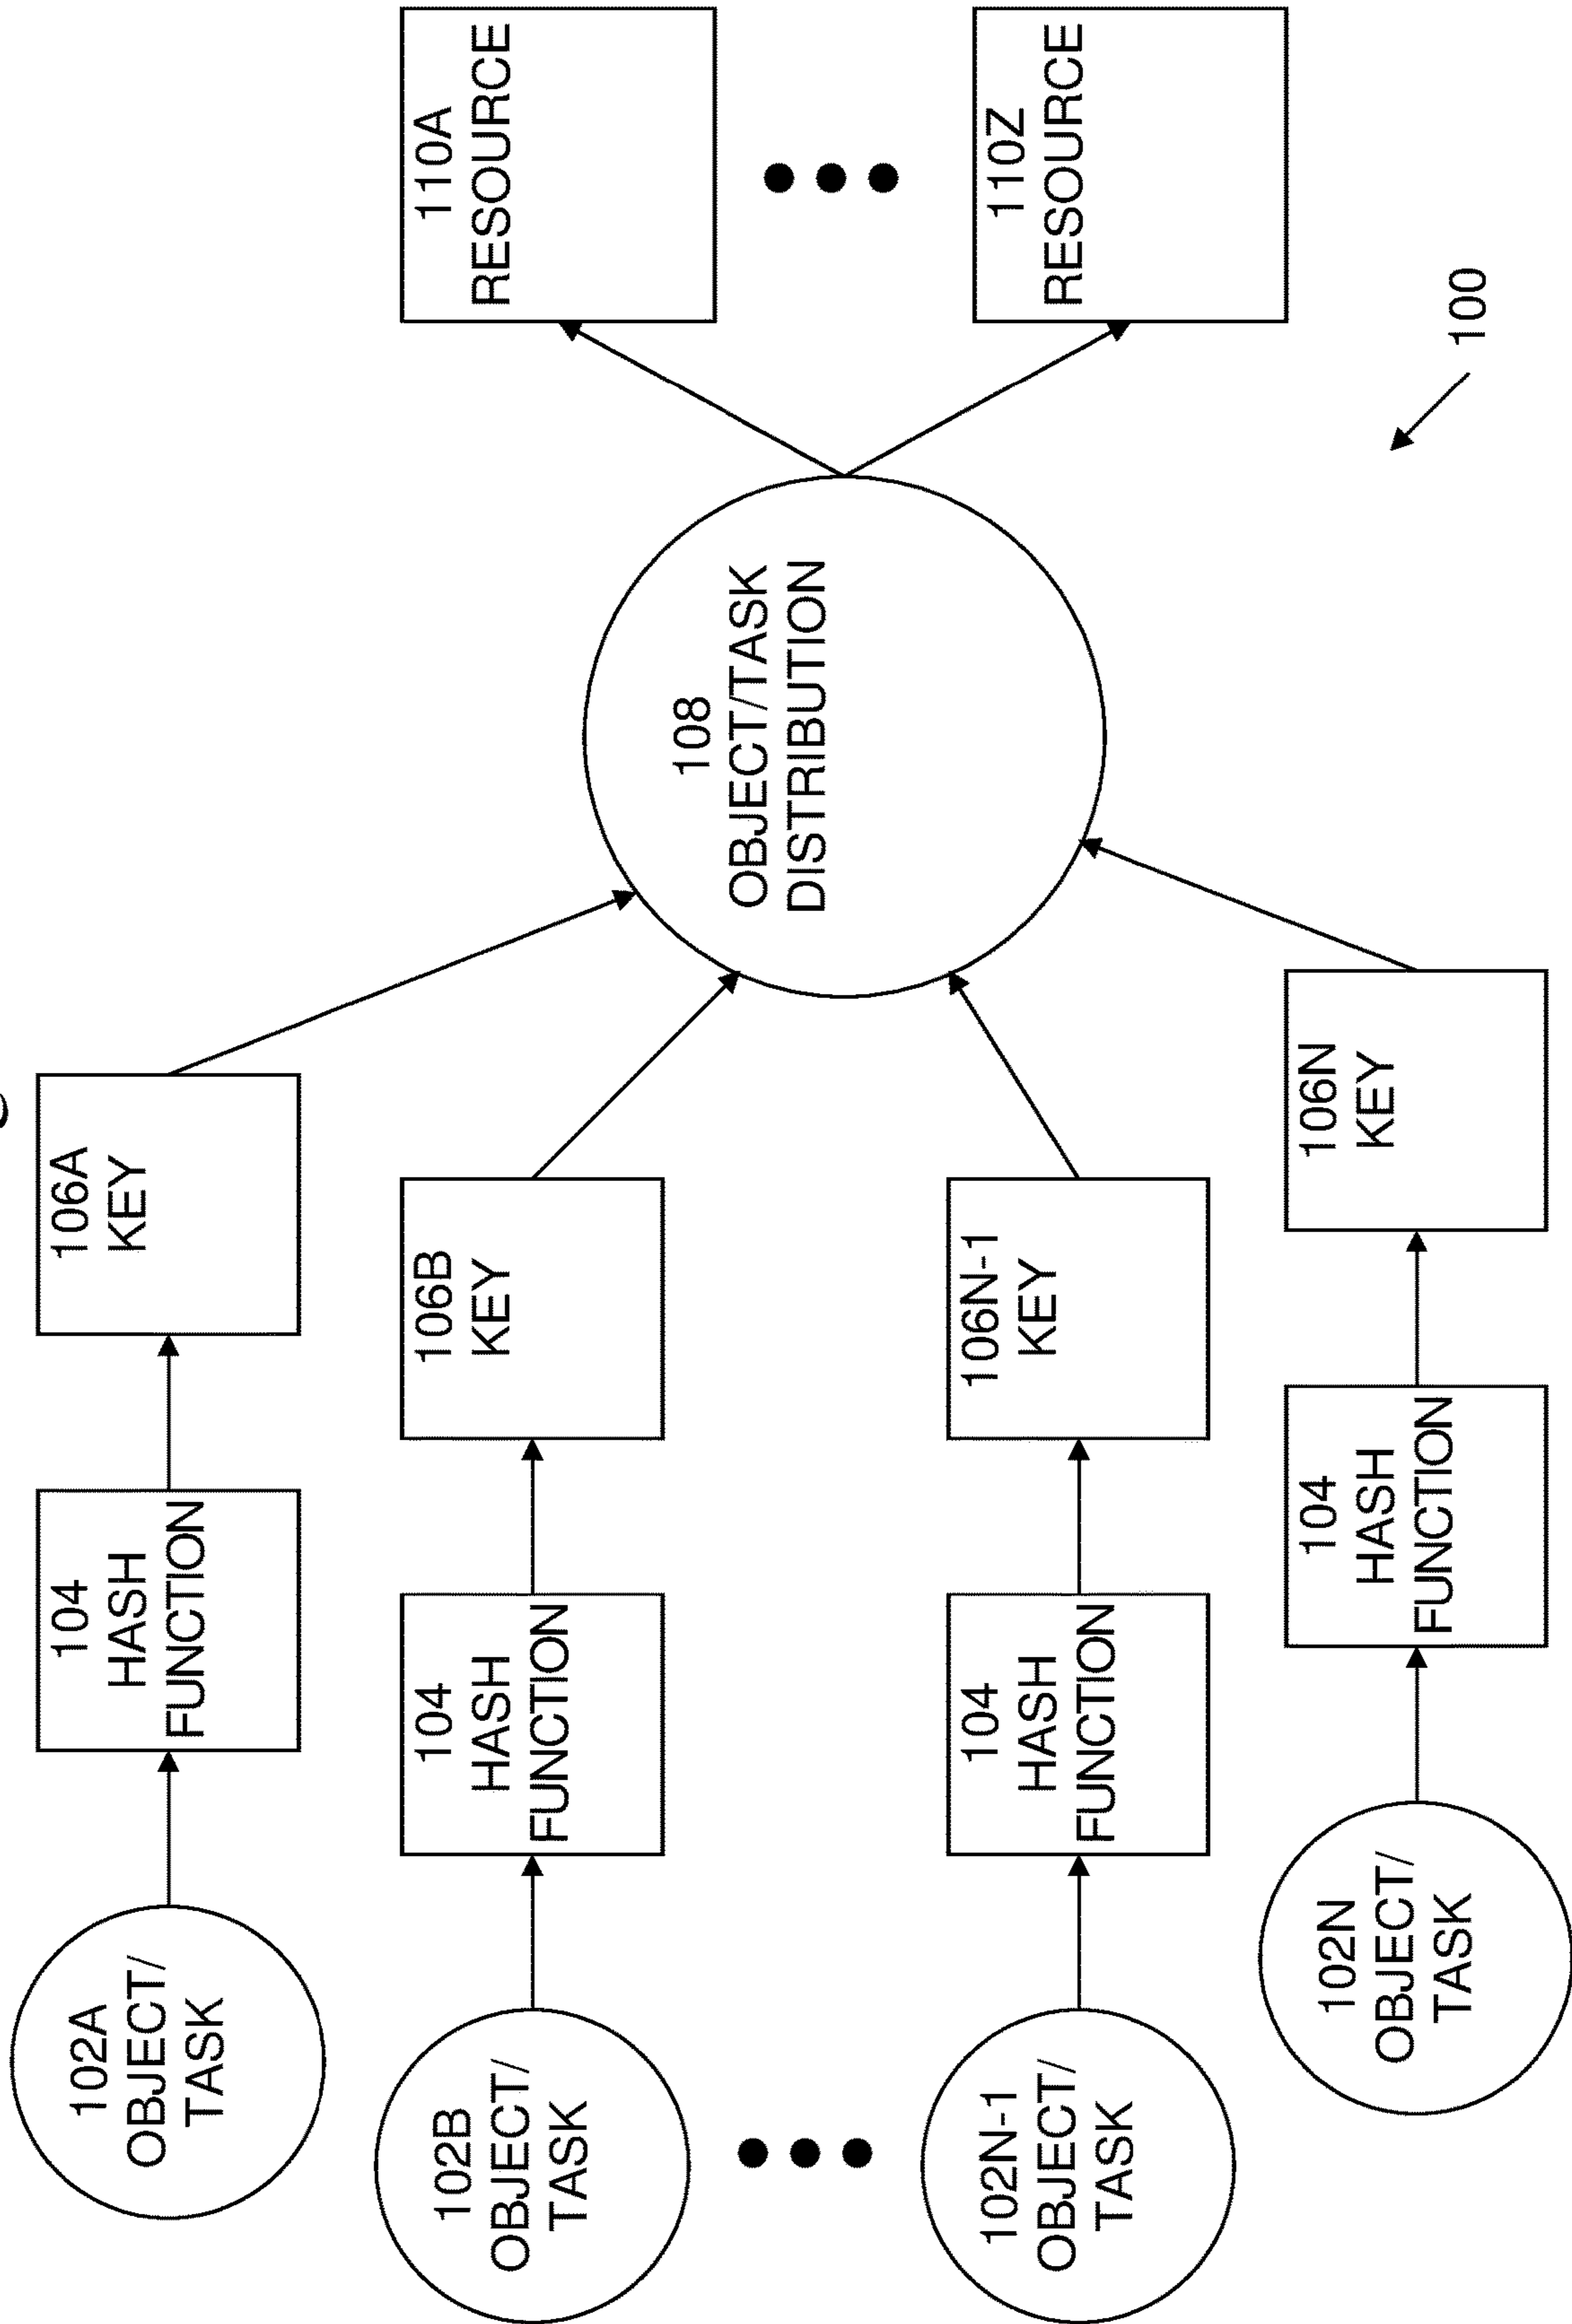 102A
OBJECT/
TASK
104
HASH
FUNCTION
106A
KEY
102B
OBJECT/
TASK
104
HASH
FUNCTION
106B
KEY
108
OBJECT/TASK
DISTRIBUTION
110A
RESOURCE
102N-1
OBJECT/
TASK
104
HASH
FUNCTION
106N-1
KEY
110Z
RESOURCE
102N
OBJECT/
TASK
104
HASH
FUNCTION
106N
KEY
100